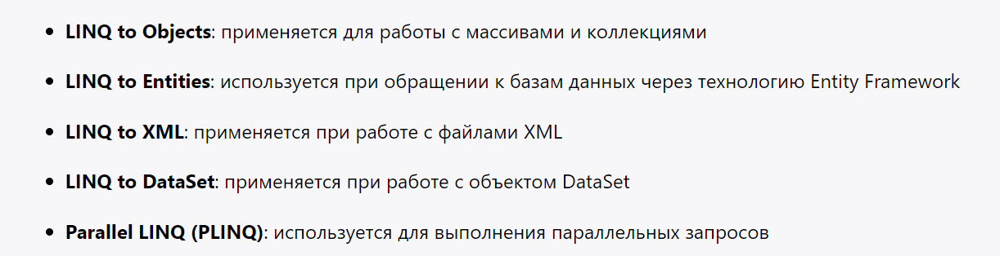 • LINQ to Objects: применяется для работы с массивами и коллекциями
• LINQ to Entities: используется при обращении к базам данных через технологию Entity Framework
• LINQ to XML: применяется при работе с файлами XML
• LINQ to DataSet: применяется при работе с объектом DataSet
• Parallel LINQ (PLINQ): используется для выполнения параллельных запросов